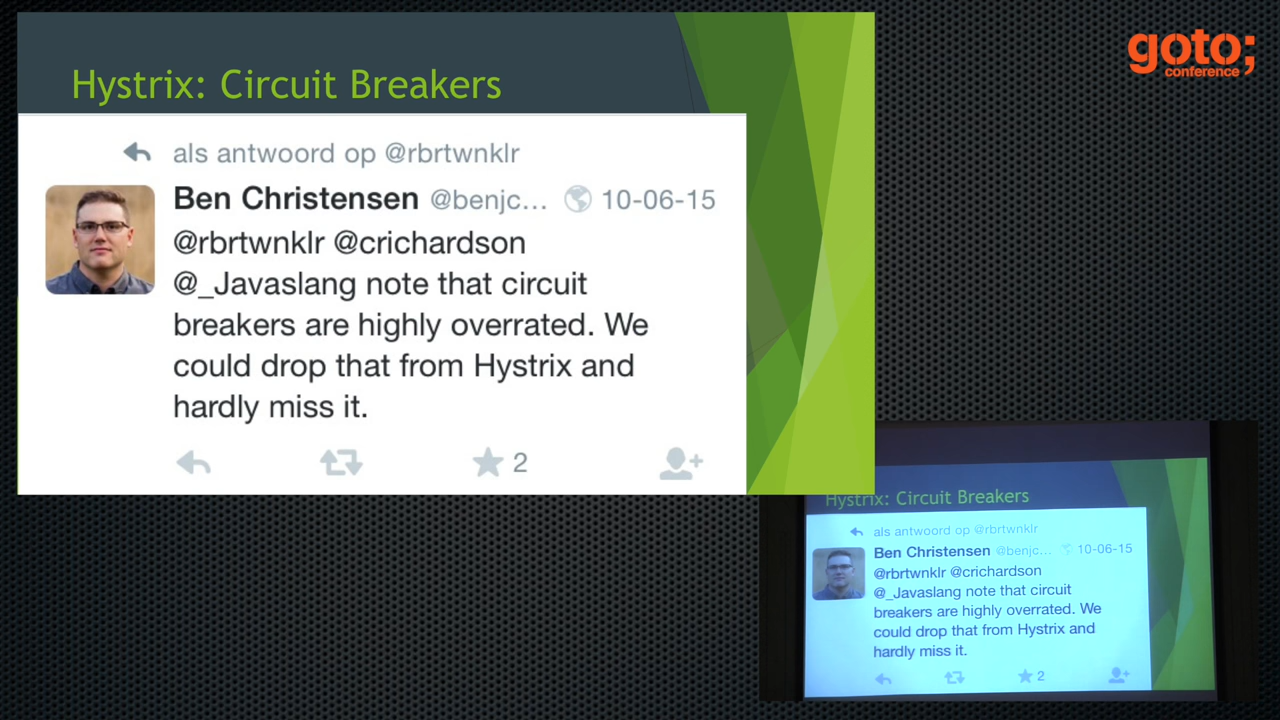 goto;
conference
Hystrix: Circuit Breakers
als antwoord op @rbrtwnklr
Ben Christensen @benjc... 10-06-15
@rbrtwnklr @crichardson
@_Javaslang note that circuit
breakers are highly overrated. We
could drop that from Hystrix and
hardly miss it.
2
Hystrix: Circuit Breakers
als antwoord op @rbrtwnklr
Ben Christensen @benjc... 10-06-15
@rbrtwnklr @crichardson
@_Javaslang note that circuit
breakers are highly overrated. We
could drop that from Hystrix and
hardly miss it.
2